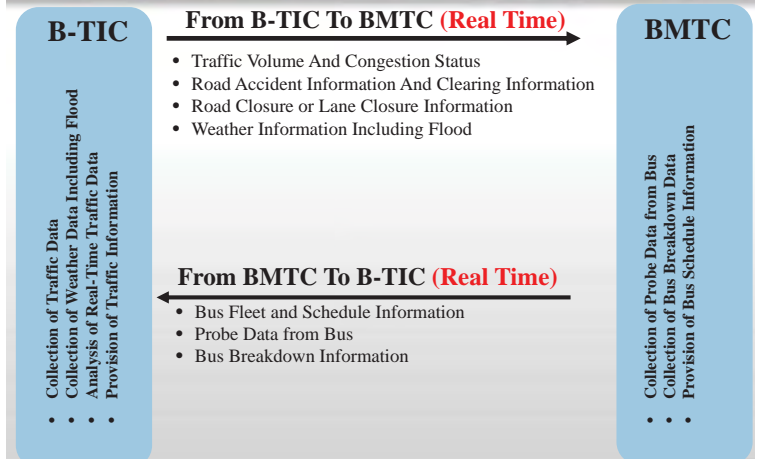 B-TIC
From B-TIC To BMTC (Real Time)
BMTC
• Traffic Volume And Congestion Status
• Road Accident Information And Clearing Information
• Road Closure or Lane Closure Information
• Weather Information Including Flood
• Collection of Traffic Data
• Collection of Weather Data Including Flood
• Analysis of Real-Time Traffic Data
• Provision of Traffic Information
From BMTC To B-TIC (Real Time)
• Bus Fleet and Schedule Information
• Probe Data from Bus
• Bus Breakdown Information
• Collection of Probe Data from Bus
• Collection of Bus Breakdown Data
• Provision of Bus Schedule Information